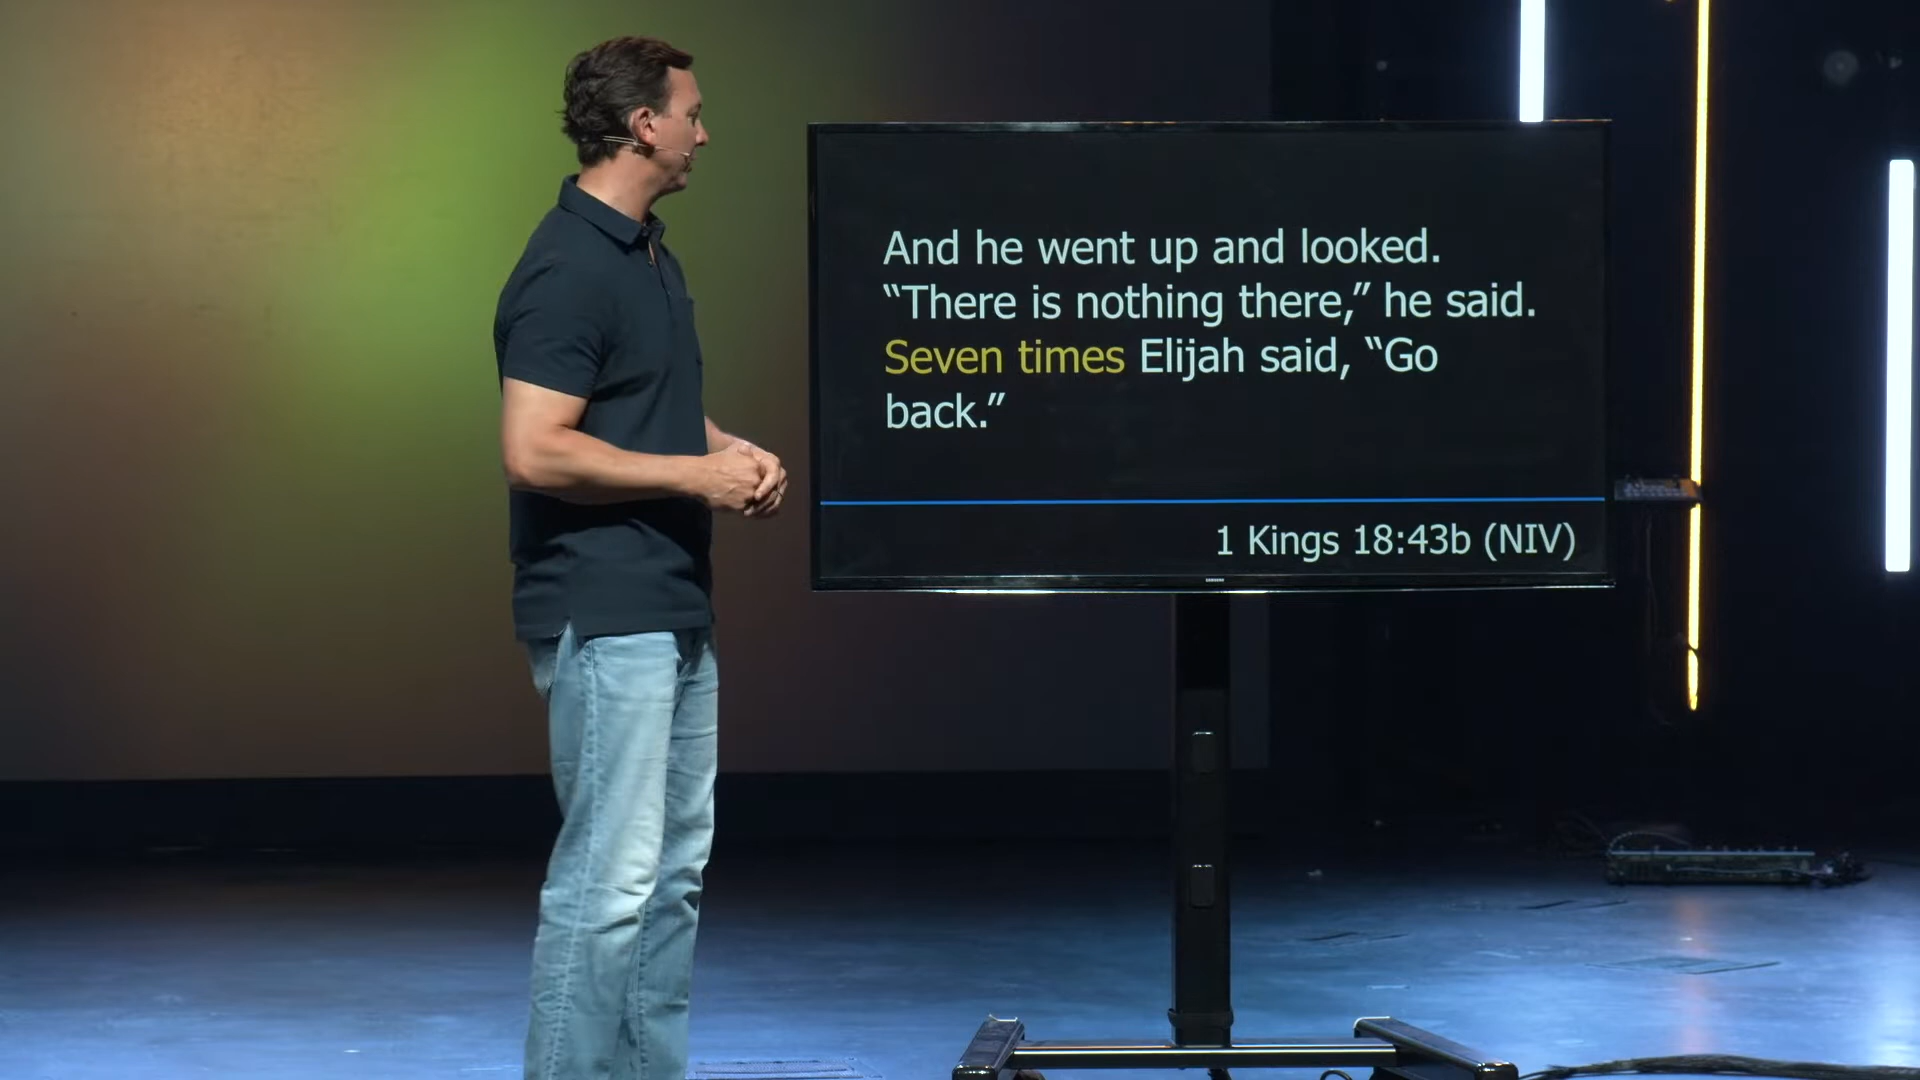 And he went up and looked.
“There is nothing there,” he said.
Seven times Elijah said, “Go
back.”
1 Kings 18:43b (NIV)